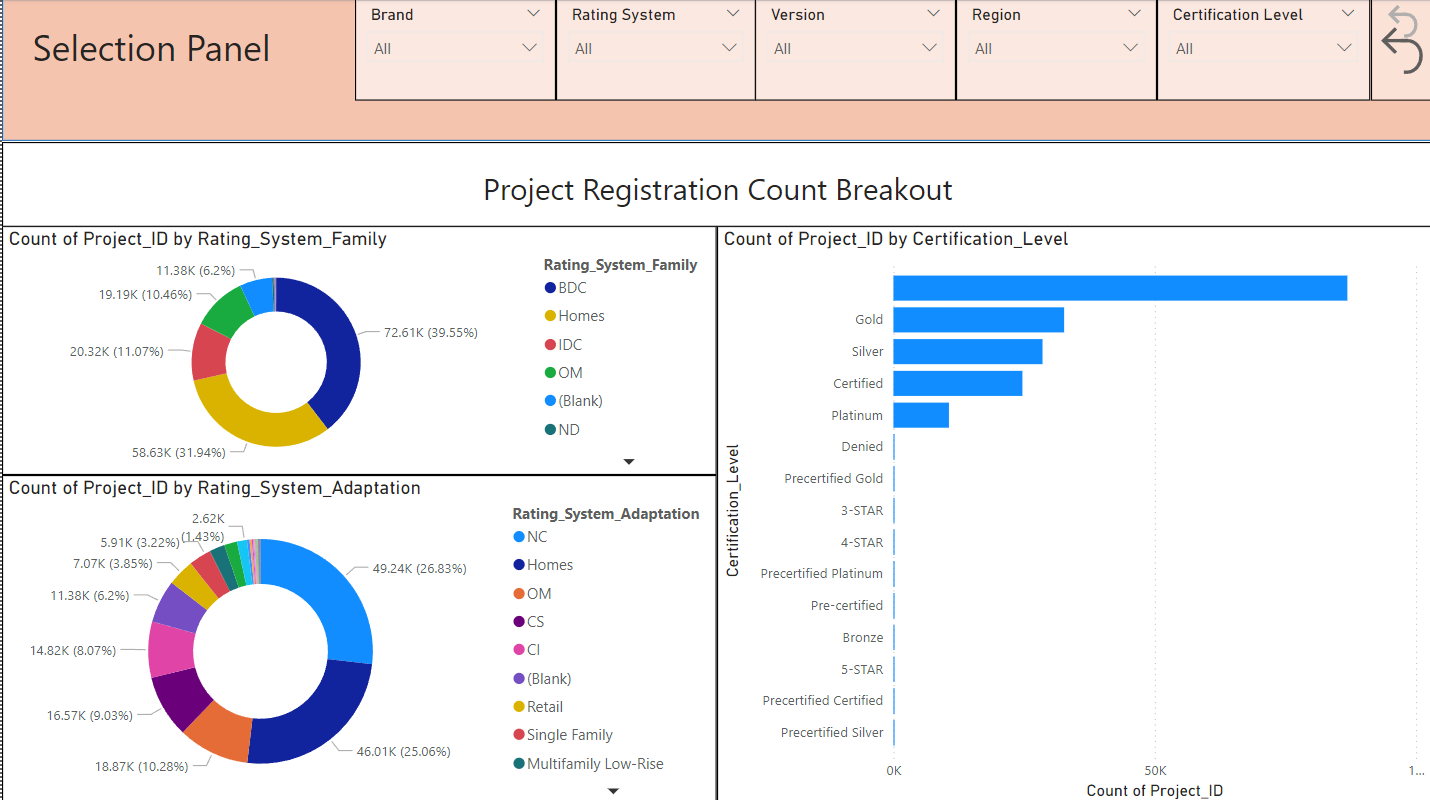 Selection Panel
Brand
All
Rating System
All
Version
All
Region
All
Certification Level
All
Project Registration Count Breakout
Count of Project_ID by Rating_System_Family
11.38K (6.2%)
19.19K (10.46%)
20.32K (11.07%)
58.63K (31.94%)
72.61K (39.55%)
Rating_System_Family
BDC
Homes
IDC
OM
(Blank)
ND
Count of Project_ID by Rating_System_Adaptation
2.62K
(1.43%)
5.91K (3.22%)
7.07K (3.85%)
11.38K (6.2%)
14.82K (8.07%)
16.57K (9.03%)
18.87K (10.28%)
46.01K (25.06%)
49.24K (26.83%)
Rating_System_Adaptation
NC
Homes
OM
CS
CI
(Blank)
Retail
Single Family
Multifamily Low-Rise
Count of Project_ID by Certification_Level
Certification_Level
Gold
Silver
Certified
Platinum
Denied
Precertified Gold
3-STAR
4-STAR
Precertified Platinum
Pre-certified
Bronze
5-STAR
Precertified Certified
Precertified Silver
0K
50K
1...
Count of Project_ID